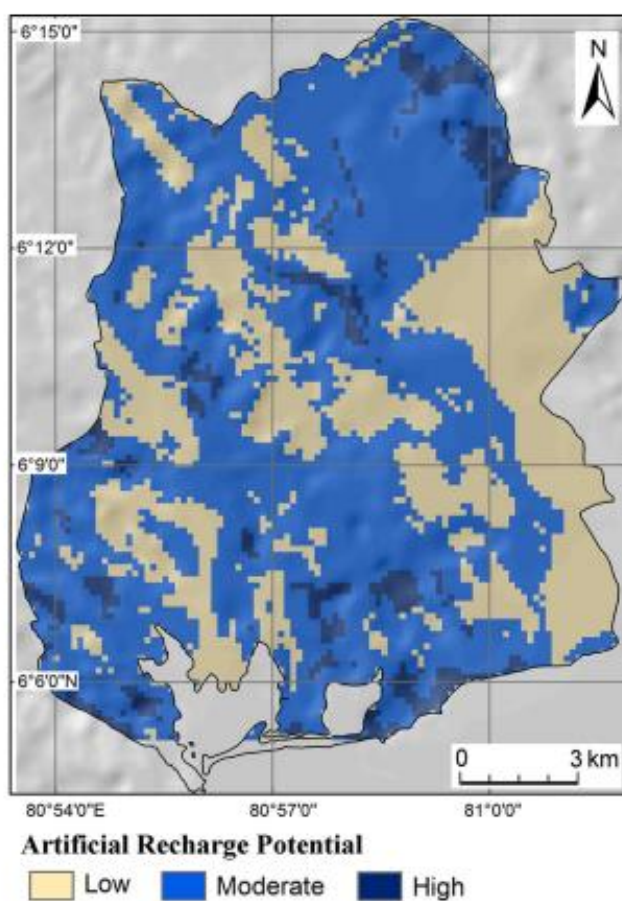 6°15'0"
N
6°12'0"
6°9'0"
6°6'0"N
0 3 km
80°54'0"E 80°57'0" 81°0'0"
Artificial Recharge Potential
Low Moderate High